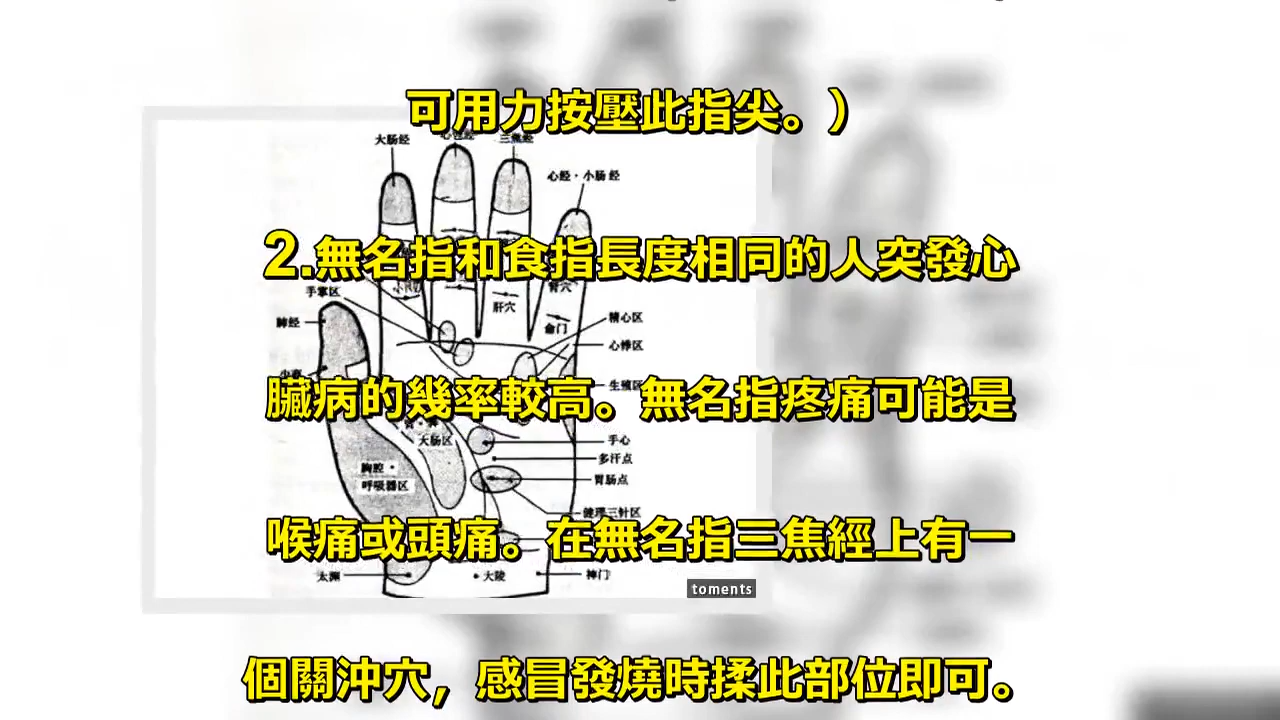 可用力按壓此指尖。）
大肠经
三焦经
心经·小肠经
2.無名指和食指長度相同的人突發心
手掌区
肾穴
肝穴
肺经
命门
精心区
心悸区
臟病的幾率較高。無名指疼痛可能是
生殖区
大肠区
手心
多汗点
胸腔·
呼吸器区
胃肠点
健理三针区
喉痛或頭痛。在無名指三焦經上有一
太渊
大陵
神门
toments
個關沖穴，感冒發燒時揉此部位即可。